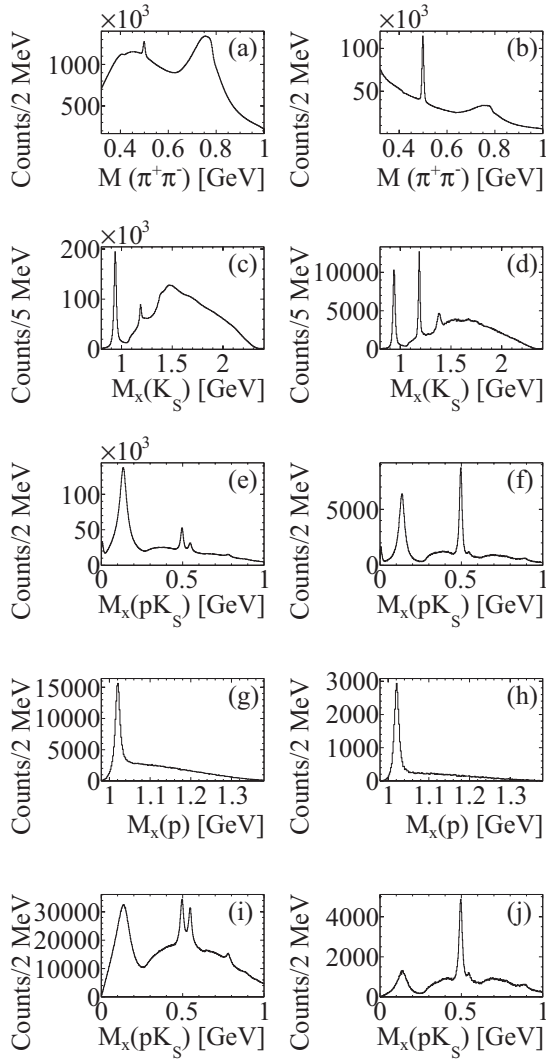 ×10³
(a)
1000
500
Counts/2 MeV
0.4 0.6 0.8 1
M (π⁺π⁻) [GeV]
×10³
(b)
100
50
0
Counts/2 MeV
0.4 0.6 0.8 1
M (π⁺π⁻) [GeV]
×10³
200
(c)
100
0
Counts/5 MeV
1 1.5 2
Mₓ(K_S) [GeV]
(d)
10000
5000
0
Counts/5 MeV
1 1.5 2
Mₓ(K_S) [GeV]
×10³
(e)
100
50
0
Counts/2 MeV
0 0.5 1
Mₓ(pK_S) [GeV]
(f)
5000
0
Counts/2 MeV
0 0.5 1
Mₓ(pK_S) [GeV]
15000
(g)
10000
5000
0
Counts/2 MeV
1 1.1 1.2 1.3
Mₓ(p) [GeV]
3000
(h)
2000
1000
0
Counts/2 MeV
1 1.1 1.2 1.3
Mₓ(p) [GeV]
(i)
30000
20000
10000
0
Counts/2 MeV
0 0.5 1
Mₓ(pK_S) [GeV]
(j)
4000
2000
0
Counts/2 MeV
0 0.5 1
Mₓ(pK_S) [GeV]